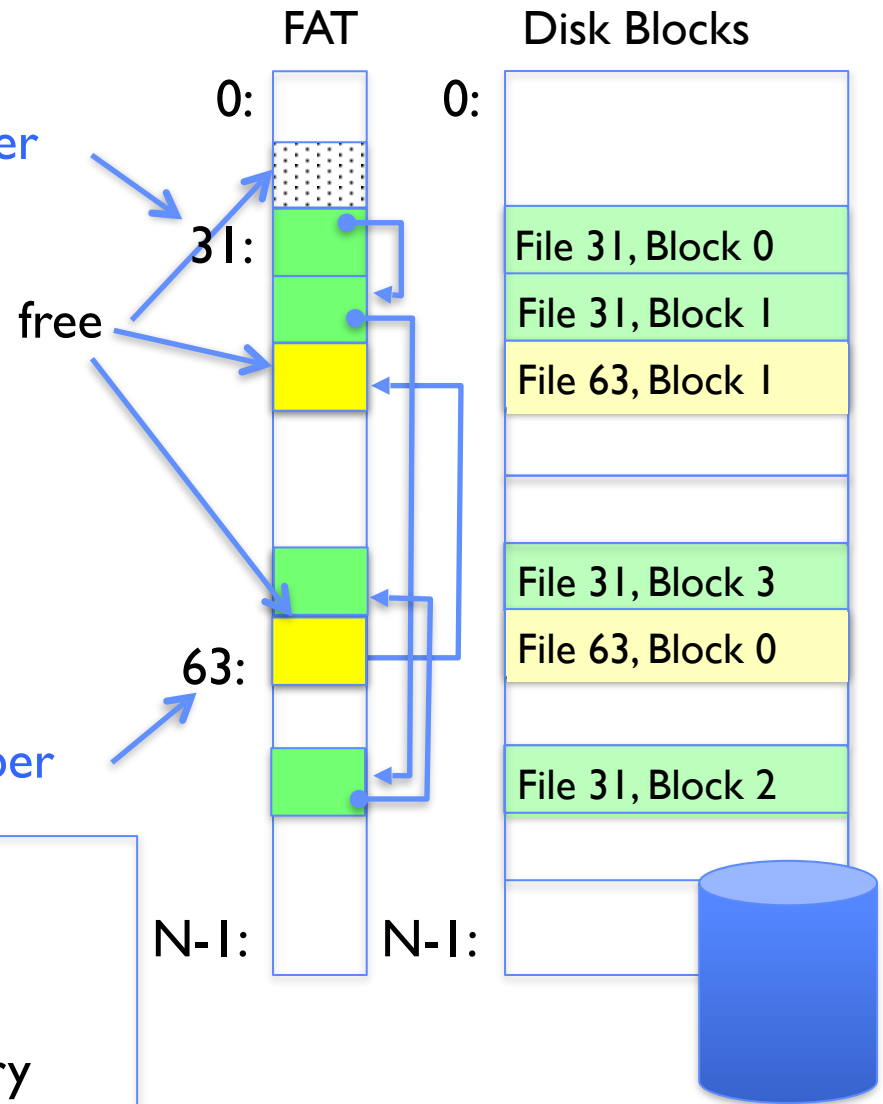 FAT Disk Blocks
0: 0:
er
31: File 31, Block 0
File 31, Block 1
free
File 63, Block 1
File 31, Block 3
63: File 63, Block 0
ber
File 31, Block 2
N-1: N-1:
ry